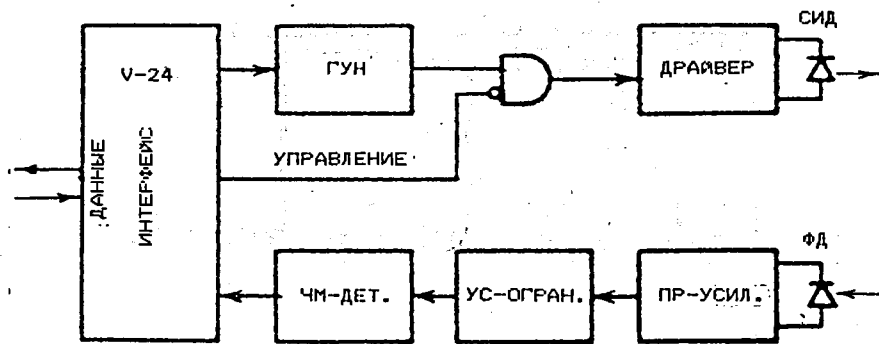 СИД
V-24
ГУН
ДРАЙВЕР
УПРАВЛЕНИЕ
ДАННЫЕ
ИНТЕРФЕЙС
ФД
ЧМ-ДЕТ.
УС-ОГРАН.
ПР-УСИЛ.